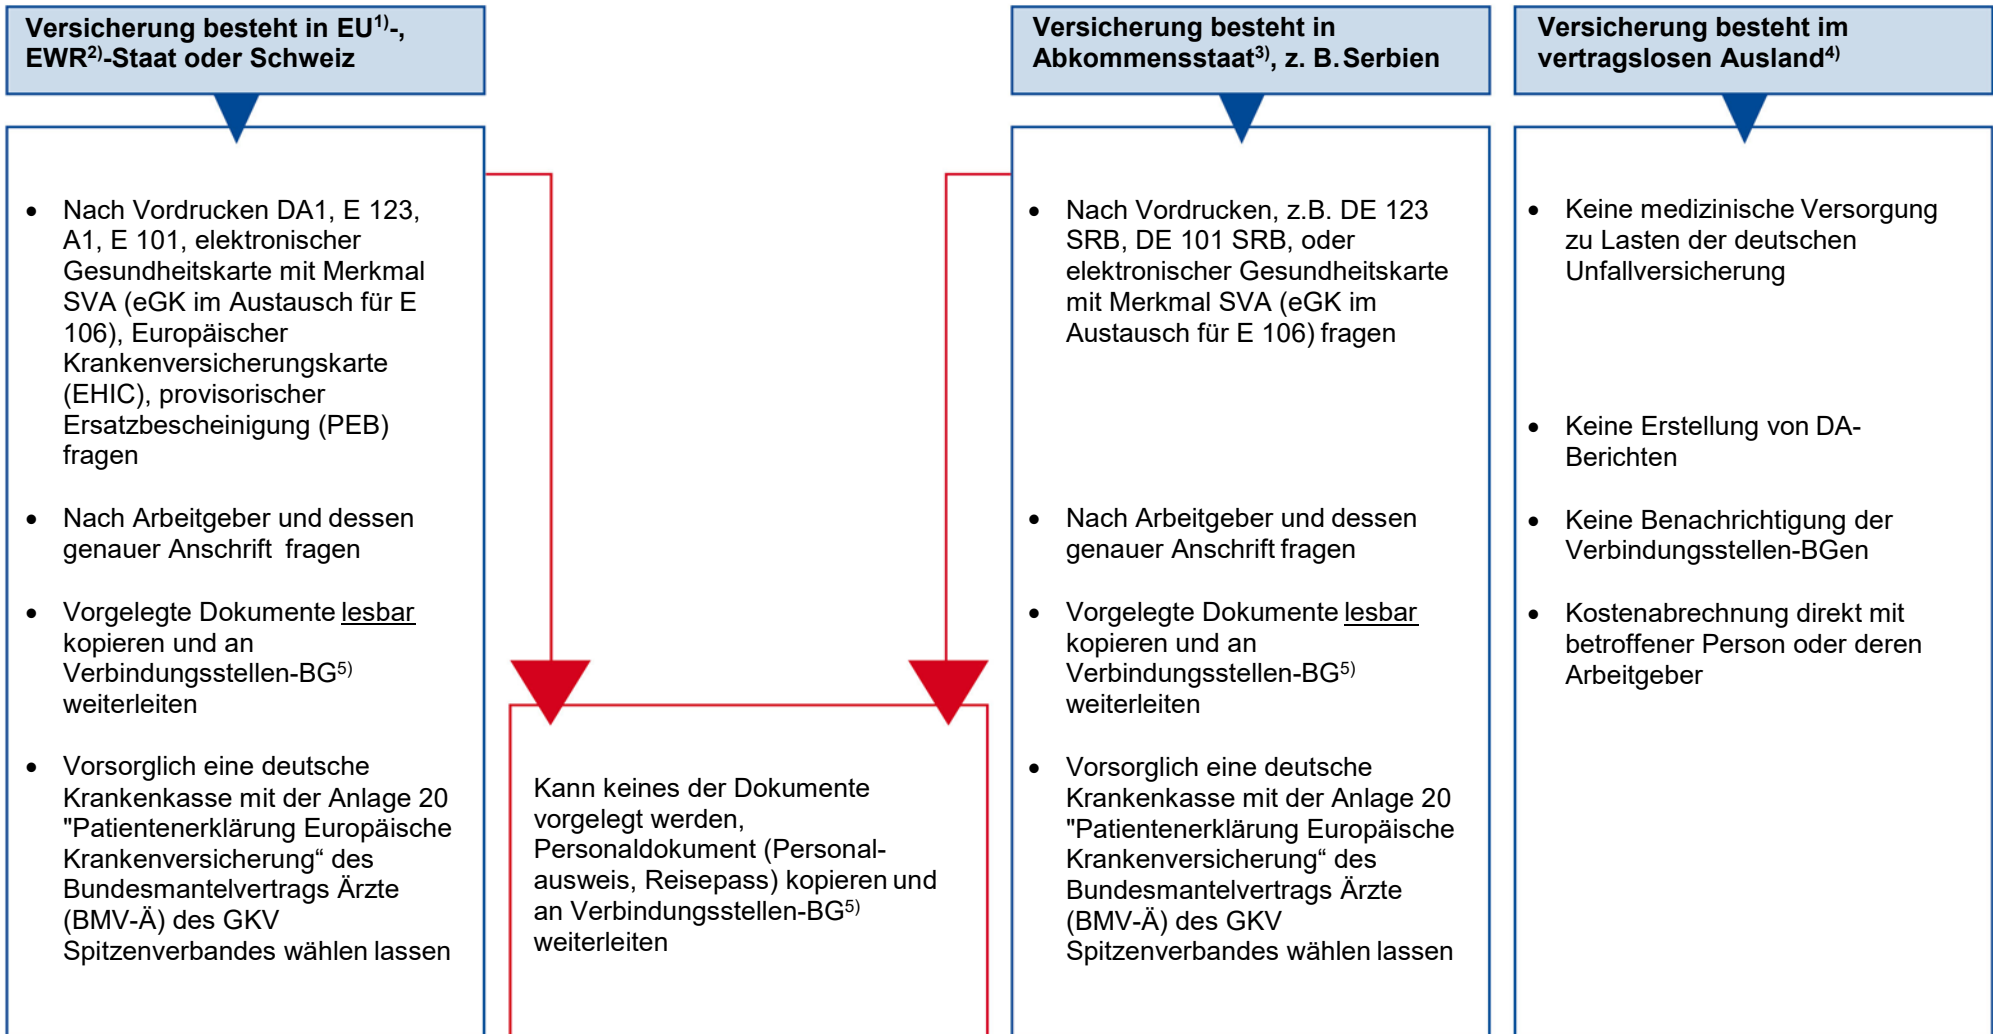 Versicherung besteht in EU1)-,
EWR2)-Staat oder Schweiz
• Nach Vordrucken DA1, E 123,
A1, E 101, elektronischer
Gesundheitskarte mit Merkmal
SVA (eGK im Austausch für E
106), Europäischer
Krankenversicherungskarte
(EHIC), provisorischer
Ersatzbescheinigung (PEB)
fragen
• Nach Arbeitgeber und dessen
genauer Anschrift fragen
• Vorgelegte Dokumente lesbar
kopieren und an
Verbindungsstellen-BG5)
weiterleiten
• Vorsorglich eine deutsche
Krankenkasse mit der Anlage 20
"Patientenerklärung Europäische
Krankenversicherung“ des
Bundesmantelvertrags Ärzte
(BMV-Ä) des GKV
Spitzenverbandes wählen lassen
Kann keines der Dokumente
vorgelegt werden,
Personaldokument (Personal-
ausweis, Reisepass) kopieren und
an Verbindungsstellen-BG5)
weiterleiten
Versicherung besteht in
Abkommensstaat3), z. B. Serbien
• Nach Vordrucken, z.B. DE 123
SRB, DE 101 SRB, oder
elektronischer Gesundheitskarte
mit Merkmal SVA (eGK im
Austausch für E 106) fragen
• Nach Arbeitgeber und dessen
genauer Anschrift fragen
• Vorgelegte Dokumente lesbar
kopieren und an
Verbindungsstellen-BG5)
weiterleiten
• Vorsorglich eine deutsche
Krankenkasse mit der Anlage 20
"Patientenerklärung Europäische
Krankenversicherung“ des
Bundesmantelvertrags Ärzte
(BMV-Ä) des GKV
Spitzenverbandes wählen lassen
Versicherung besteht im
vertragslosen Ausland4)
• Keine medizinische Versorgung
zu Lasten der deutschen
Unfallversicherung
• Keine Erstellung von DA-
Berichten
• Keine Benachrichtigung der
Verbindungsstellen-BGen
• Kostenabrechnung direkt mit
betroffener Person oder deren
Arbeitgeber